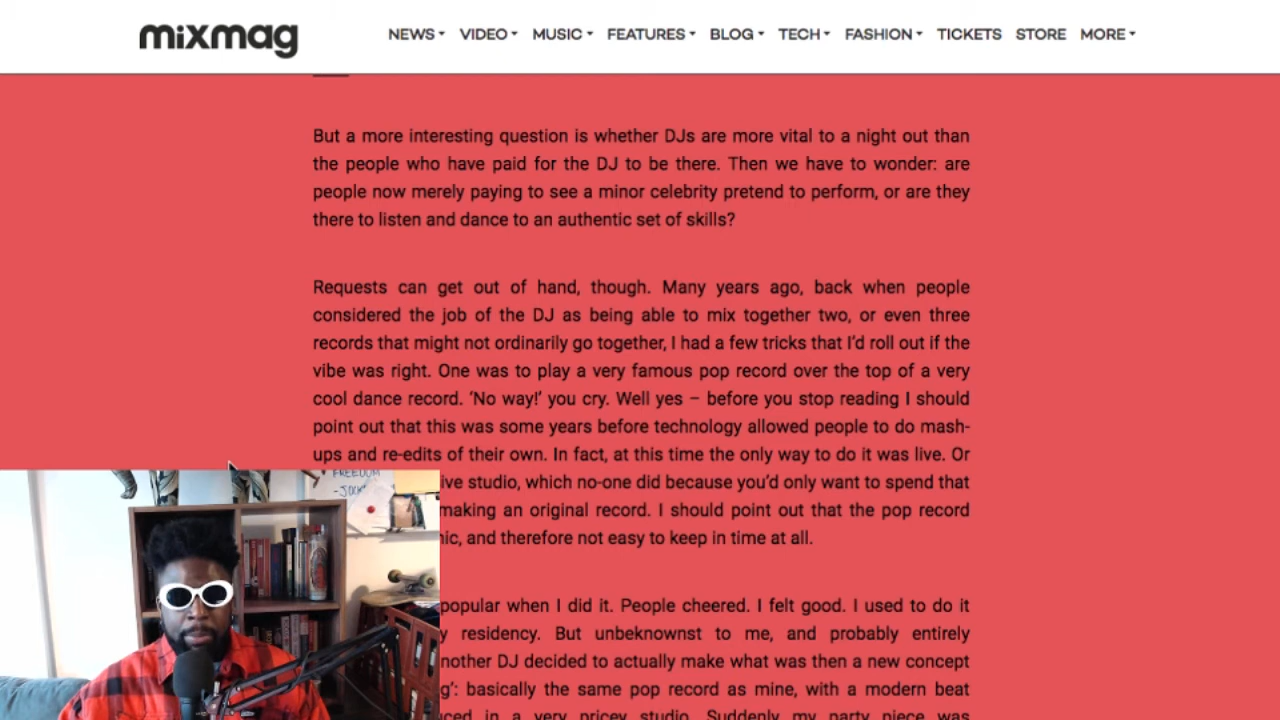 mixmag
NEWS VIDEO MUSIC FEATURES BLOG TECH FASHION TICKETS STORE MORE
But a more interesting question is whether DJs are more vital to a night out than
the people who have paid for the DJ to be there. Then we have to wonder: are
people now merely paying to see a minor celebrity pretend to perform, or are they
there to listen and dance to an authentic set of skills?
Requests can get out of hand, though. Many years ago, back when people
considered the job of the DJ as being able to mix together two, or even three
records that might not ordinarily go together, I had a few tricks that I'd roll out if the
vibe was right. One was to play a very famous pop record over the top of a very
cool dance record. 'No way!' you cry. Well yes – before you stop reading I should
point out that this was some years before technology allowed people to do mash-
ups and re-edits of their own. In fact, at this time the only way to do it was live. Or
studio, which no-one did because you'd only want to spend that
making an original record. I should point out that the pop record
and therefore not easy to keep in time at all.
popular when I did it. People cheered. I felt good. I used to do it
residency. But unbeknownst to me, and probably entirely
DJ decided to actually make what was then a new concept
basically the same pop record as mine, with a modern beat
in a very pricey studio. Suddenly my party piece was
FREEDOM